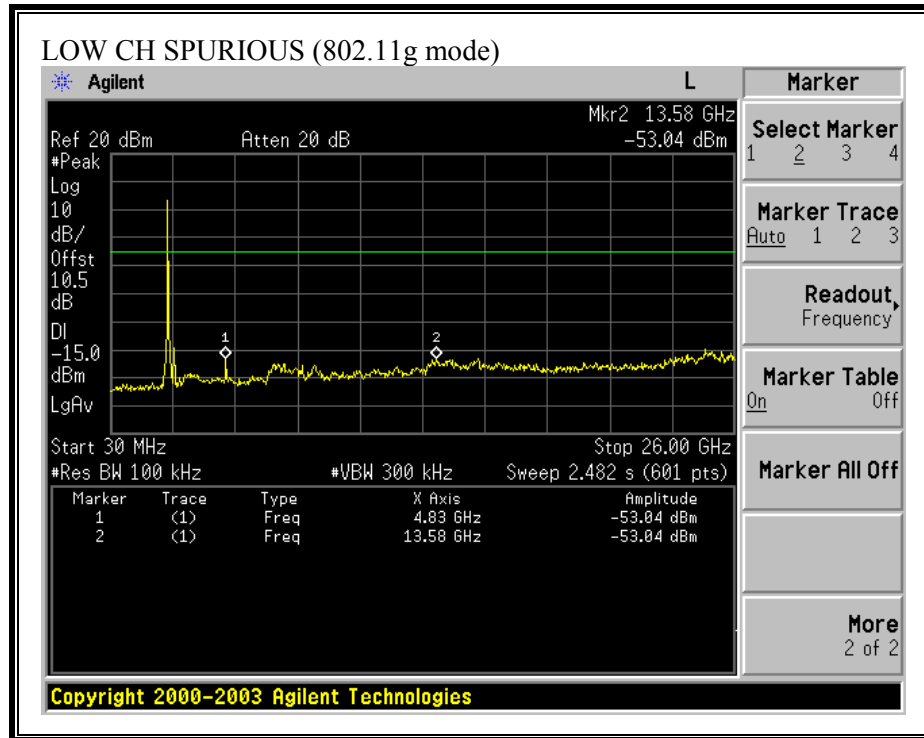 LOW CH SPURIOUS (802.11g mode)
Agilent L Marker
Mkr2 13.58 GHz
Ref 20 dBm Atten 20 dB -53.04 dBm
#Peak
Log
10
dB/
Offst
10.5
dB
DI
-15.0
dBm
LgAv
1 2
Start 30 MHz Stop 26.00 GHz
#Res BW 100 kHz #VBW 300 kHz Sweep 2.482 s (601 pts)
Marker Trace Type X Axis Amplitude
1 (1) Freq 4.83 GHz -53.04 dBm
2 (1) Freq 13.58 GHz -53.04 dBm
Select Marker
1 2 3 4
Marker Trace
Auto 1 2 3
Readout
Frequency
Marker Table
On Off
Marker All Off
More
2 of 2
Copyright 2000-2003 Agilent Technologies